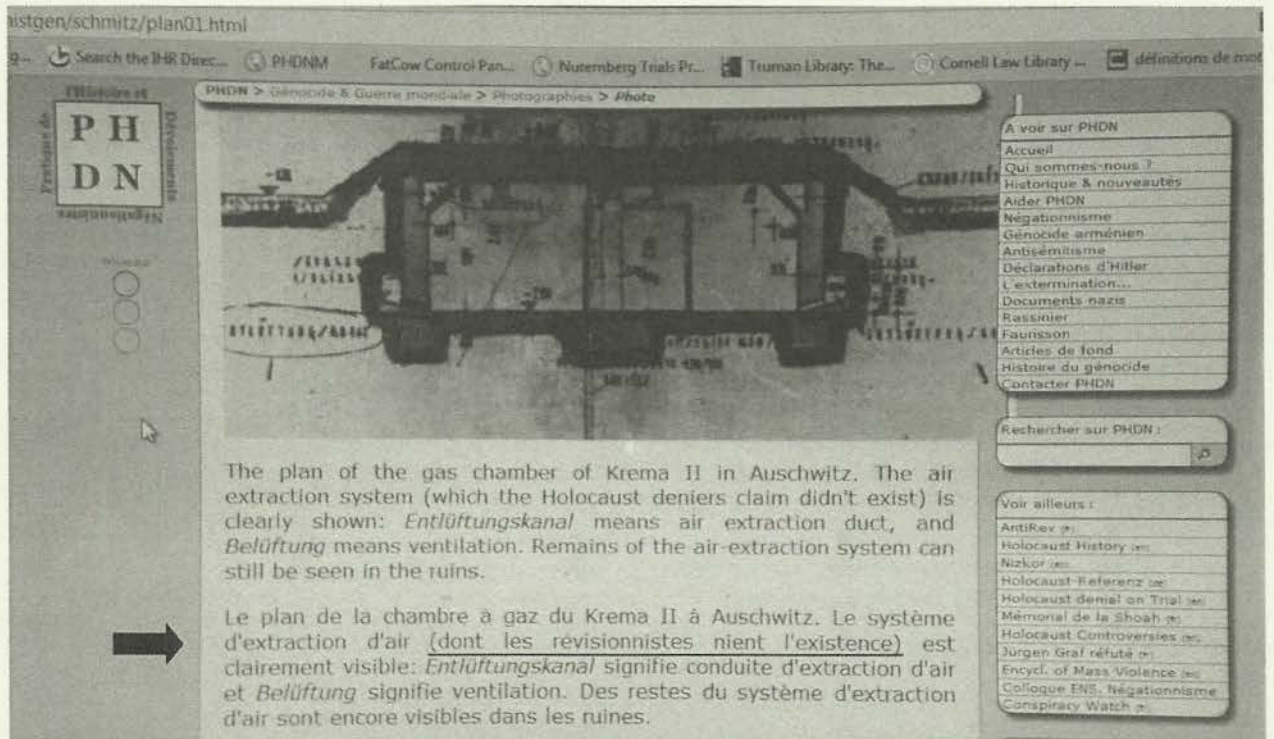 istgen/schmitz/plan01.html
Search the IHR Direc... PHDNM FatCow Control Pan... Nuremberg Trials Pr... Truman Library: The... Cornell Law Library ... définitions de mot
PHDN > Génocide & Guerre mondiale > Photographies > Photo
l'Histoire et
Pratique de
P H
D N
Dévoiements
Négationnistes
The plan of the gas chamber of Krema II in Auschwitz. The air
extraction system (which the Holocaust deniers claim didn't exist) is
clearly shown: Entlüftungskanal means air extraction duct, and
Belüftung means ventilation. Remains of the air-extraction system can
still be seen in the ruins.
Le plan de la chambre à gaz du Krema II à Auschwitz. Le système
d'extraction d'air (dont les révisionnistes nient l'existence) est
clairement visible: Entlüftungskanal signifie conduite d'extraction d'air
et Belüftung signifie ventilation. Des restes du système d'extraction
d'air sont encore visibles dans les ruines.
A voir sur PHDN
Accueil
Qui sommes-nous ?
Historique & nouveautés
Aider PHDN
Négationnisme
Génocide arménien
Antisémitisme
Déclarations d'Hitler
L'extermination...
Documents nazis
Rassinier
Faurisson
Articles de fond
Histoire du génocide
Contacter PHDN
Rechercher sur PHDN :
Voir ailleurs :
AntiRev
Holocaust History
Nizkor
Holocaust-Referenz
Holocaust denial on Trial
Mémorial de la Shoah
Holocaust Controversies
Jürgen Graf réfuté
Encycl. of Mass Violence
Colloque ENS. Négationnisme
Conspiracy Watch